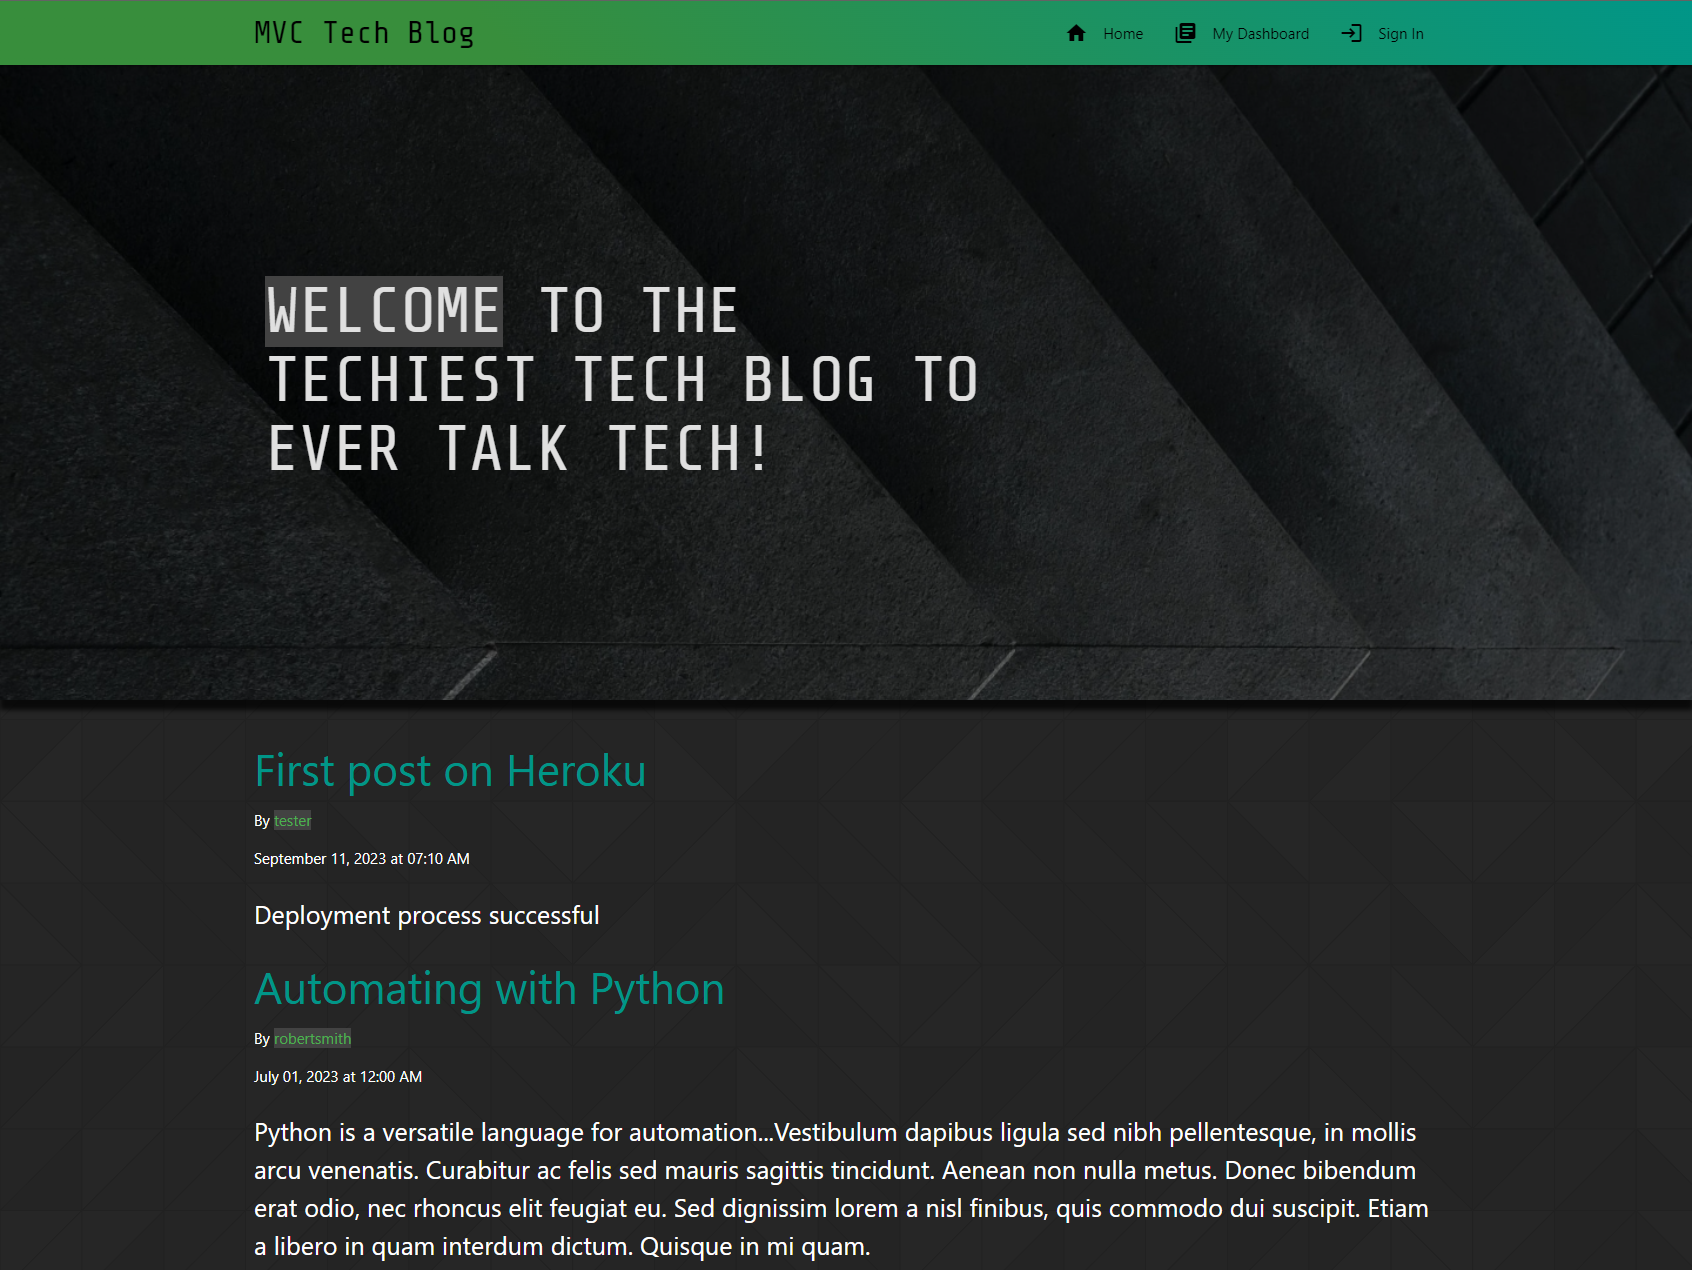 MVC Tech Blog
Home
My Dashboard
Sign In
WELCOME TO THE
TECHIEST TECH BLOG TO
EVER TALK TECH!
First post on Heroku
By tester
September 11, 2023 at 07:10 AM
Deployment process successful
Automating with Python
By robertsmith
July 01, 2023 at 12:00 AM
Python is a versatile language for automation...Vestibulum dapibus ligula sed nibh pellentesque, in mollis
arcu venenatis. Curabitur ac felis sed mauris sagittis tincidunt. Aenean non nulla metus. Donec bibendum
erat odio, nec rhoncus elit feugiat eu. Sed dignissim lorem a nisl finibus, quis commodo dui suscipit. Etiam
a libero in quam interdum dictum. Quisque in mi quam.